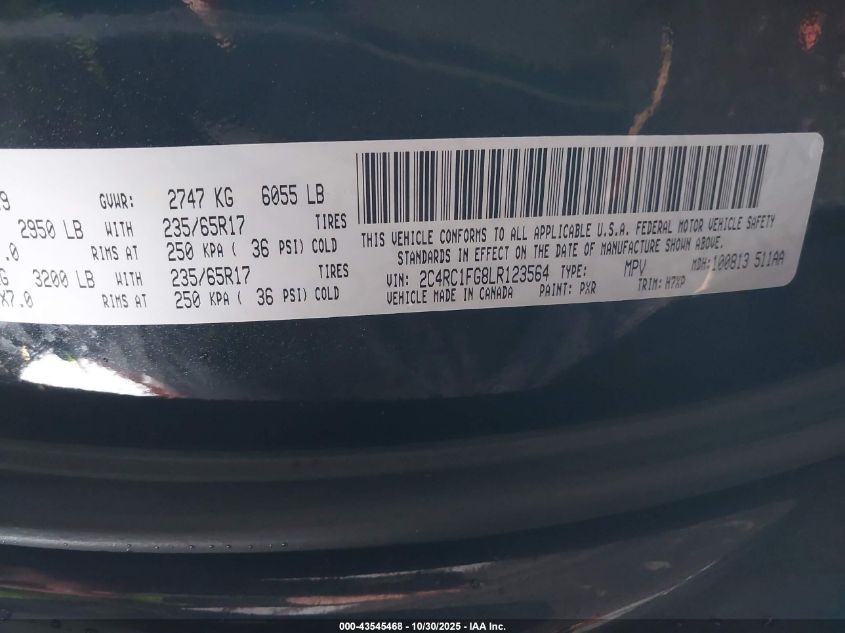 9 GVWR: 2747 KG 6055 LB
2950 LB WITH 235/65R17 TIRES
.0 RIMS AT 250 KPA ( 36 PSI) COLD
G 3200 LB WITH 235/65R17 TIRES
X7.0 RIMS AT 250 KPA ( 36 PSI) COLD
THIS VEHICLE CONFORMS TO ALL APPLICABLE U.S.A. FEDERAL MOTOR VEHICLE SAFETY
STANDARDS IN EFFECT ON THE DATE OF MANUFACTURE SHOWN ABOVE.
VIN: 2C4RC1FG8LR123564 TYPE: MPV MDH: 100813 511AA
VEHICLE MADE IN CANADA PAINT: PXR TRIM: H7XP
000-43545468 - 10/30/2025 - IAA Inc.